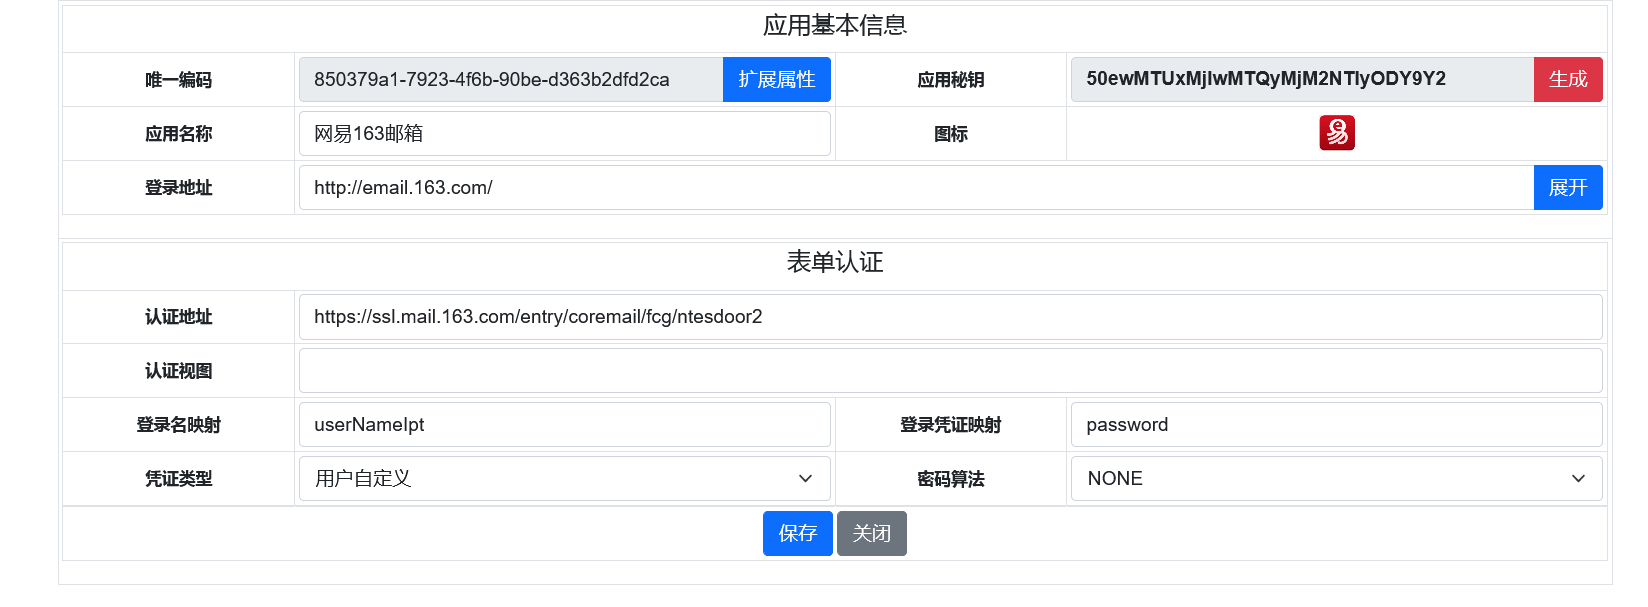 应用基本信息
唯一编码 850379a1-7923-4f6b-90be-d363b2dfd2ca 扩展属性 应用秘钥 50ewMTUxMjIwMTQyMjM2NTIyODY9Y2 生成
应用名称 网易163邮箱 图标 易
登录地址 http://email.163.com/ 展开
表单认证
认证地址 https://ssl.mail.163.com/entry/coremail/fcg/ntesdoor2
认证视图
登录名映射 userNameIpt 登录凭证映射 password
凭证类型 用户自定义 密码算法 NONE
保存 关闭